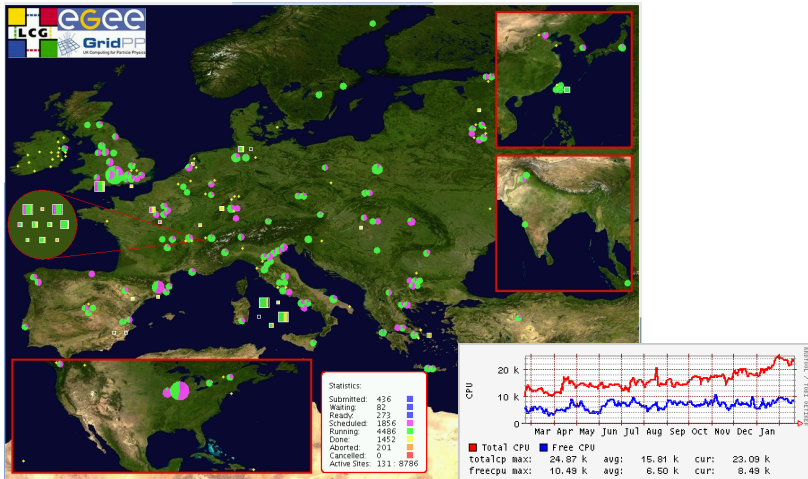 LCG
eGee
GridPP
UK Computing for Particle Physics
Statistics:
Submitted: 436
Waiting: 82
Ready: 273
Scheduled: 1856
Running: 4486
Done: 1452
Aborted: 201
Cancelled: 0
Active Sites: 131 : 8786
CPU
20 k
10 k
0
Mar Apr May Jun Jul Aug Sep Oct Nov Dec Jan
Total CPU Free CPU
totalcp max: 24.87 k avg: 15.81 k cur: 23.09 k
freecpu max: 10.49 k avg: 6.50 k cur: 8.49 k
RRDTOOL / TOBI OETIKER